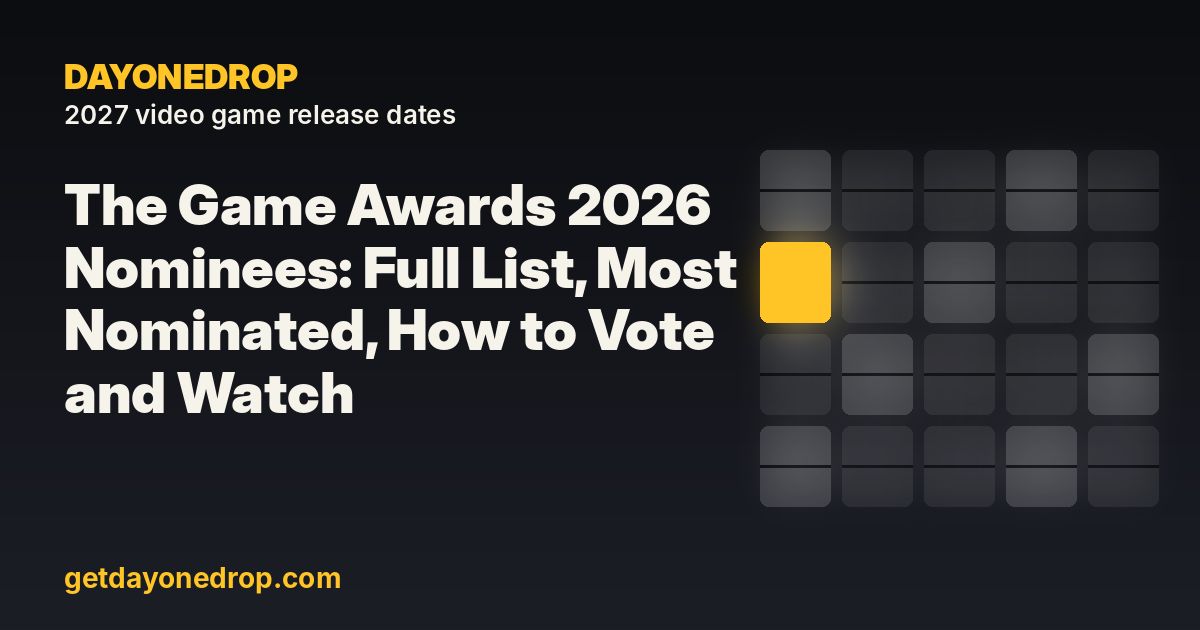 DAYONEDROP
2027 video game release dates
The Game Awards 2026
Nominees: Full List, Most
Nominated, How to Vote
and Watch
getdayonedrop.com